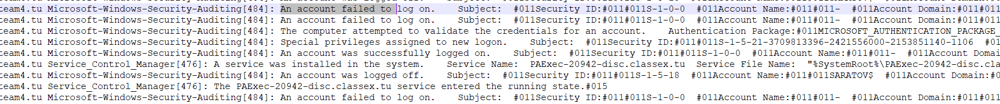 team4.tu Microsoft-Windows-Security-Auditing[484]: An account failed to log on.    Subject:  #011Security ID:#011#011S-1-0-0  #011Account Name:#011#011-  #011Account Domain:#011#011
team4.tu Microsoft-Windows-Security-Auditing[484]: An account failed to log on.    Subject:  #011Security ID:#011#011S-1-0-0  #011Account Name:#011#011-  #011Account Domain:#011#011
team4.tu Microsoft-Windows-Security-Auditing[484]: The computer attempted to validate the credentials for an account.    Authentication Package:#011MICROSOFT_AUTHENTICATION_PACKAGE_
team4.tu Microsoft-Windows-Security-Auditing[484]: Special privileges assigned to new logon.    Subject:  #011Security ID:#011#011S-1-5-21-3709813396-2421556000-2153851140-1106  #01
team4.tu Microsoft-Windows-Security-Auditing[484]: An account was successfully logged on.    Subject:  #011Security ID:#011#011S-1-0-0  #011Account Name:#011#011-  #011Account Domai
team4.tu Service_Control_Manager[476]: A service was installed in the system.    Service Name:  PAExec-20942-disc.classex.tu  Service File Name:  "%SystemRoot%\PAExec-20942-disc.cla
team4.tu Microsoft-Windows-Security-Auditing[484]: An account was logged off.    Subject:  #011Security ID:#011#011S-1-5-18  #011Account Name:#011#011SARATOV$  #011Account Domain:#0
team4.tu Service_Control_Manager[476]: The PAExec-20942-disc.classex.tu service entered the running state.#015
team4.tu Microsoft-Windows-Security-Auditing[484]: An account failed to log on.    Subject:  #011Security ID:#011#011S-1-0-0  #011Account Name:#011#011-  #011Account Domain:#011#011